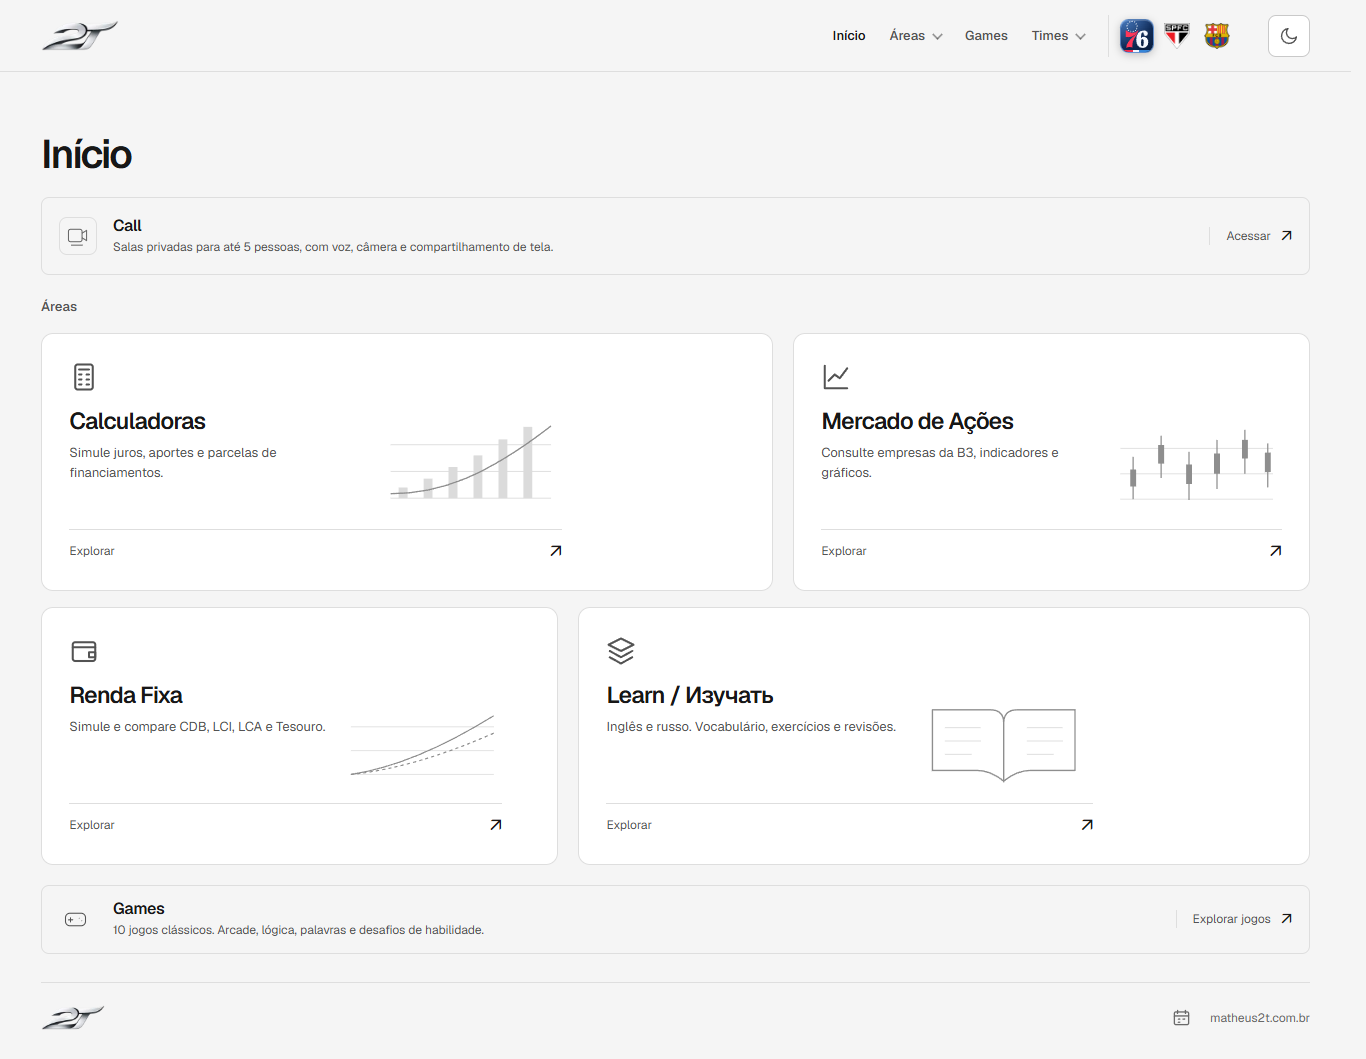 2T
Início
Áreas
Games
Times
76
SPFC
Início
Call
Salas privadas para até 5 pessoas, com voz, câmera e compartilhamento de tela.
Acessar
Áreas
Calculadoras
Simule juros, aportes e parcelas de
financiamentos.
Explorar
Mercado de Ações
Consulte empresas da B3, indicadores e
gráficos.
Explorar
Renda Fixa
Simule e compare CDB, LCI, LCA e Tesouro.
Explorar
Learn / Изучать
Inglês e russo. Vocabulário, exercícios e revisões.
Explorar
Games
10 jogos clássicos. Arcade, lógica, palavras e desafios de habilidade.
Explorar jogos
2T
matheus2t.com.br